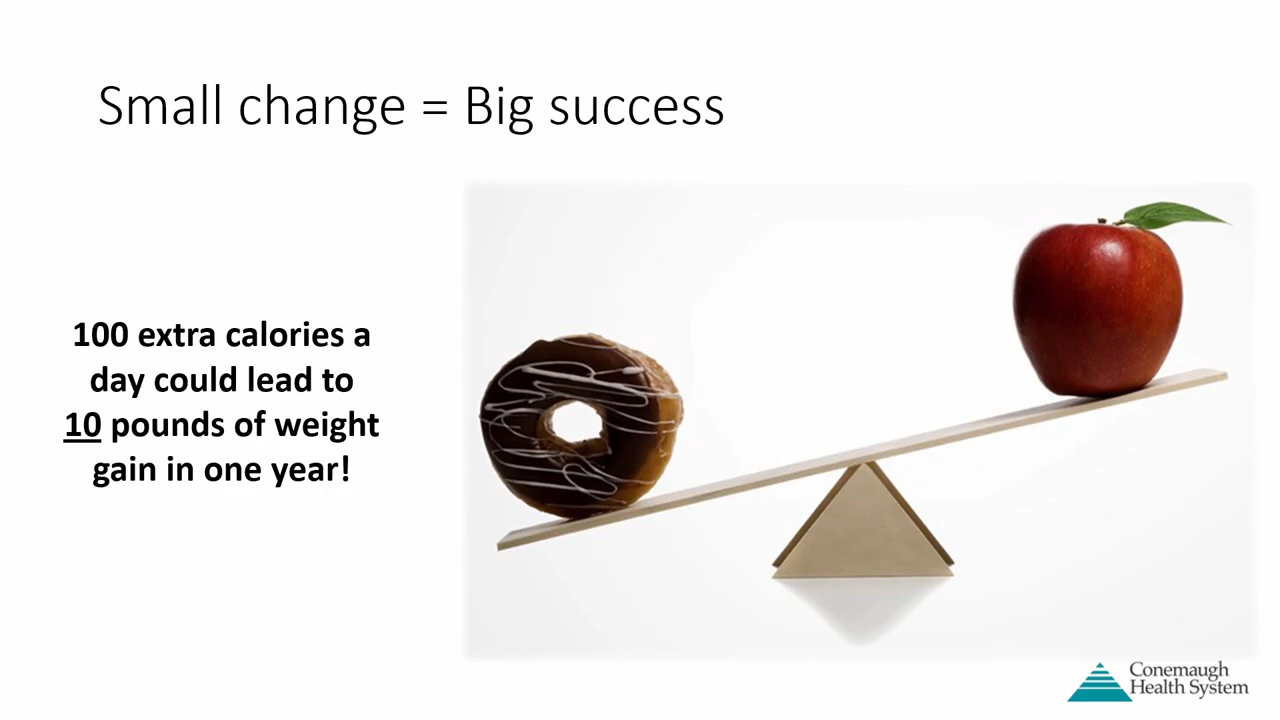 Small change = Big success
100 extra calories a
day could lead to
10 pounds of weight
gain in one year!
Conemaugh
Health System